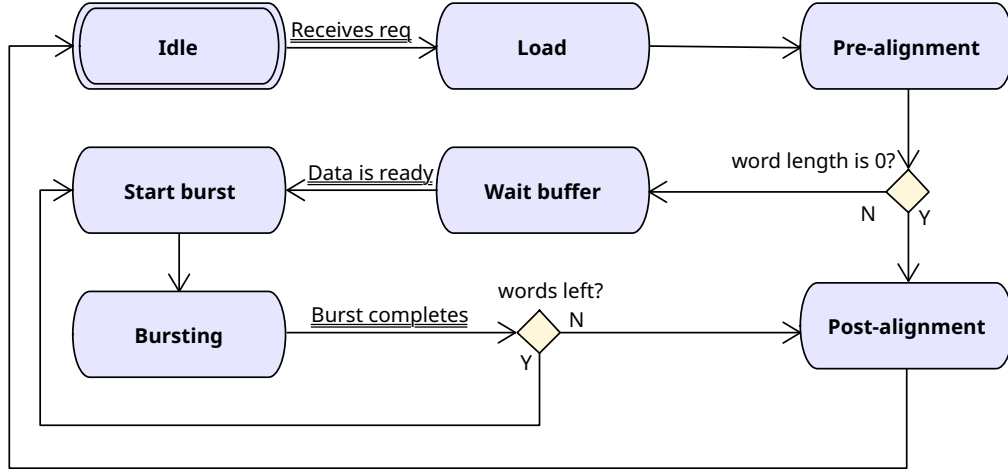 Idle
Receives req
Load
Pre-alignment
word length is 0?
Start burst
Data is ready
Wait buffer
N
Y
words left?
Bursting
Burst completes
N
Y
Post-alignment